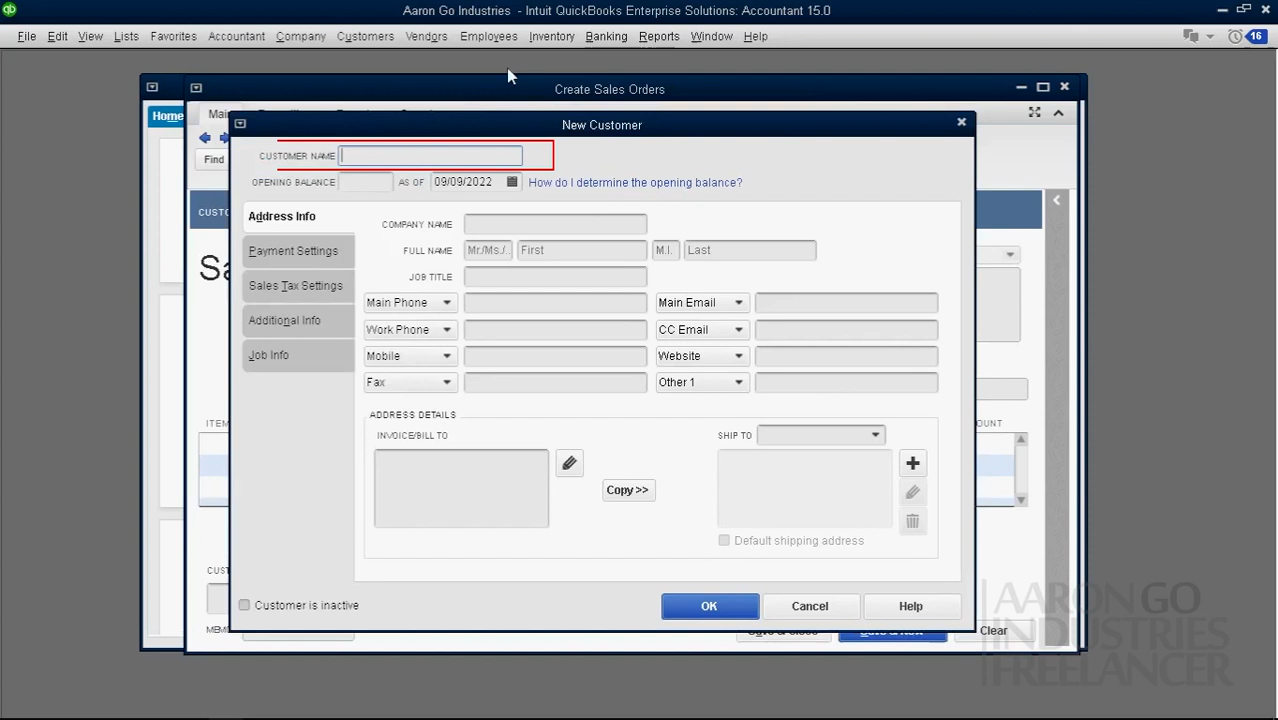 Aaron Go Industries - Intuit QuickBooks Enterprise Solutions: Accountant 15.0
File Edit View Lists Favorites Accountant Company Customers Vendors Employees Inventory Banking Reports Window Help 16
Create Sales Orders
Home
New Customer
Find
CUSTOMER NAME
OPENING BALANCE AS OF 09/09/2022 How do I determine the opening balance?
Address Info
Payment Settings
Sales Tax Settings
Additional Info
Job Info
COMPANY NAME
FULL NAME Mr./Ms./.. First M.I. Last
JOB TITLE
Main Phone Main Email
Work Phone CC Email
Mobile Website
Fax Other 1
ADDRESS DETAILS
INVOICE/BILL TO SHIP TO
Copy >>
Default shipping address
Customer is inactive
OK Cancel Help
Clear
AARON GO
INDUSTRIES
FREELANCER